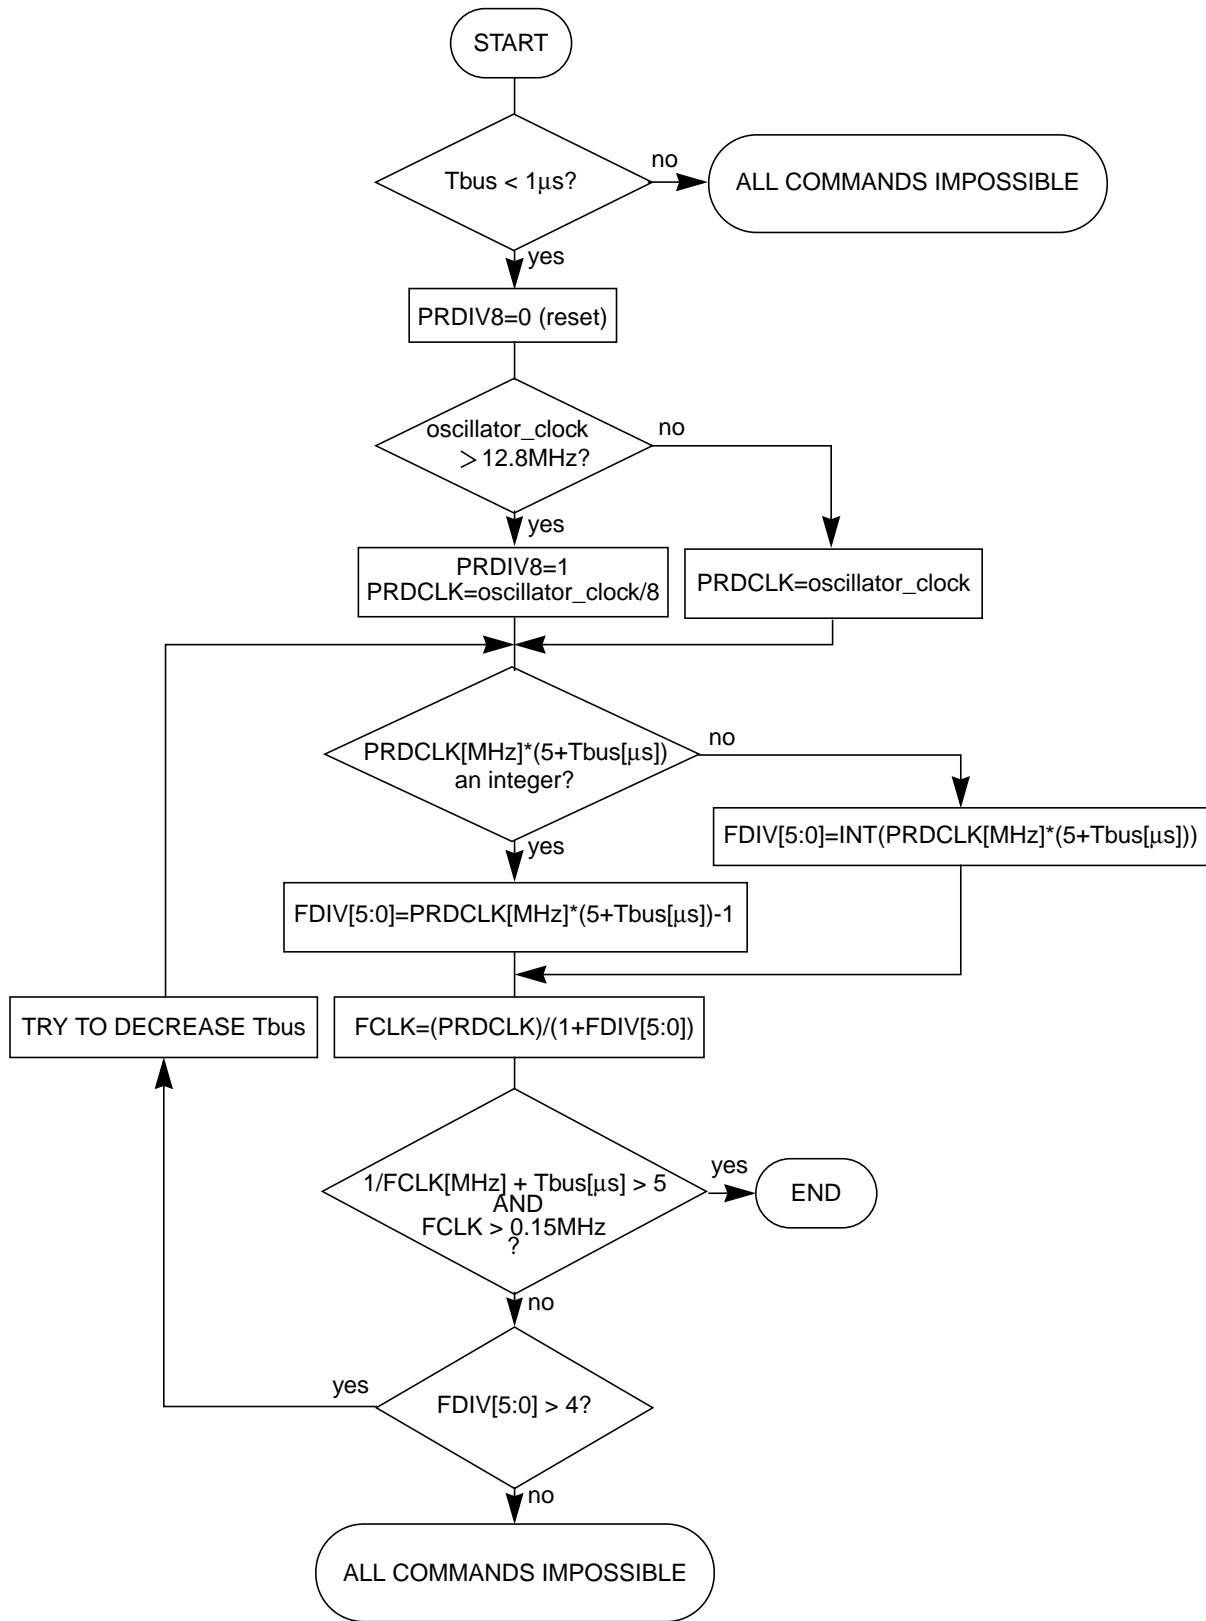 START
Tbus < 1μs?
no
ALL COMMANDS IMPOSSIBLE
yes
PRDIV8=0 (reset)
oscillator_clock
>12.8MHz?
no
yes
PRDIV8=1
PRDCLK=oscillator_clock/8
PRDCLK=oscillator_clock
PRDCLK[MHz]*(5+Tbus[μs])
an integer?
no
yes
FDIV[5:0]=INT(PRDCLK[MHz]*(5+Tbus[μs]))
FDIV[5:0]=PRDCLK[MHz]*(5+Tbus[μs])-1
TRY TO DECREASE Tbus
FCLK=(PRDCLK)/(1+FDIV[5:0])
1/FCLK[MHz] + Tbus[μs] > 5
AND
FCLK > 0.15MHz
?
yes
END
no
yes
FDIV[5:0] > 4?
no
ALL COMMANDS IMPOSSIBLE